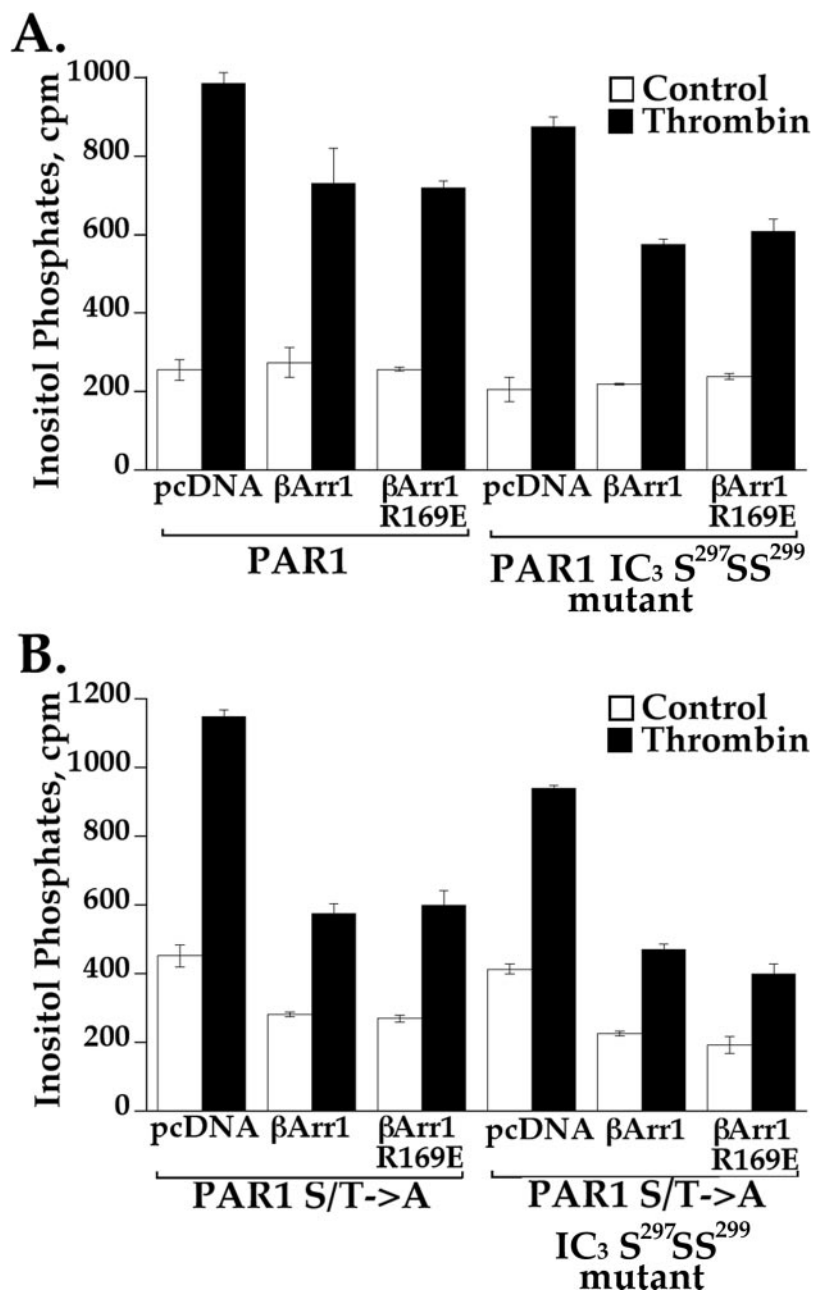 A.
Inositol Phosphates, cpm
1000
800
600
400
200
0
Control
Thrombin
pcDNA βArr1 βArr1 R169E pcDNA βArr1 βArr1 R169E
PAR1
PAR1 IC₃ S²⁹⁷SS²⁹⁹
mutant
B.
Inositol Phosphates, cpm
1200
1000
800
600
400
200
0
Control
Thrombin
pcDNA βArr1 βArr1 R169E pcDNA βArr1 βArr1 R169E
PAR1 S/T->A
PAR1 S/T->A
IC₃ S²⁹⁷SS²⁹⁹
mutant